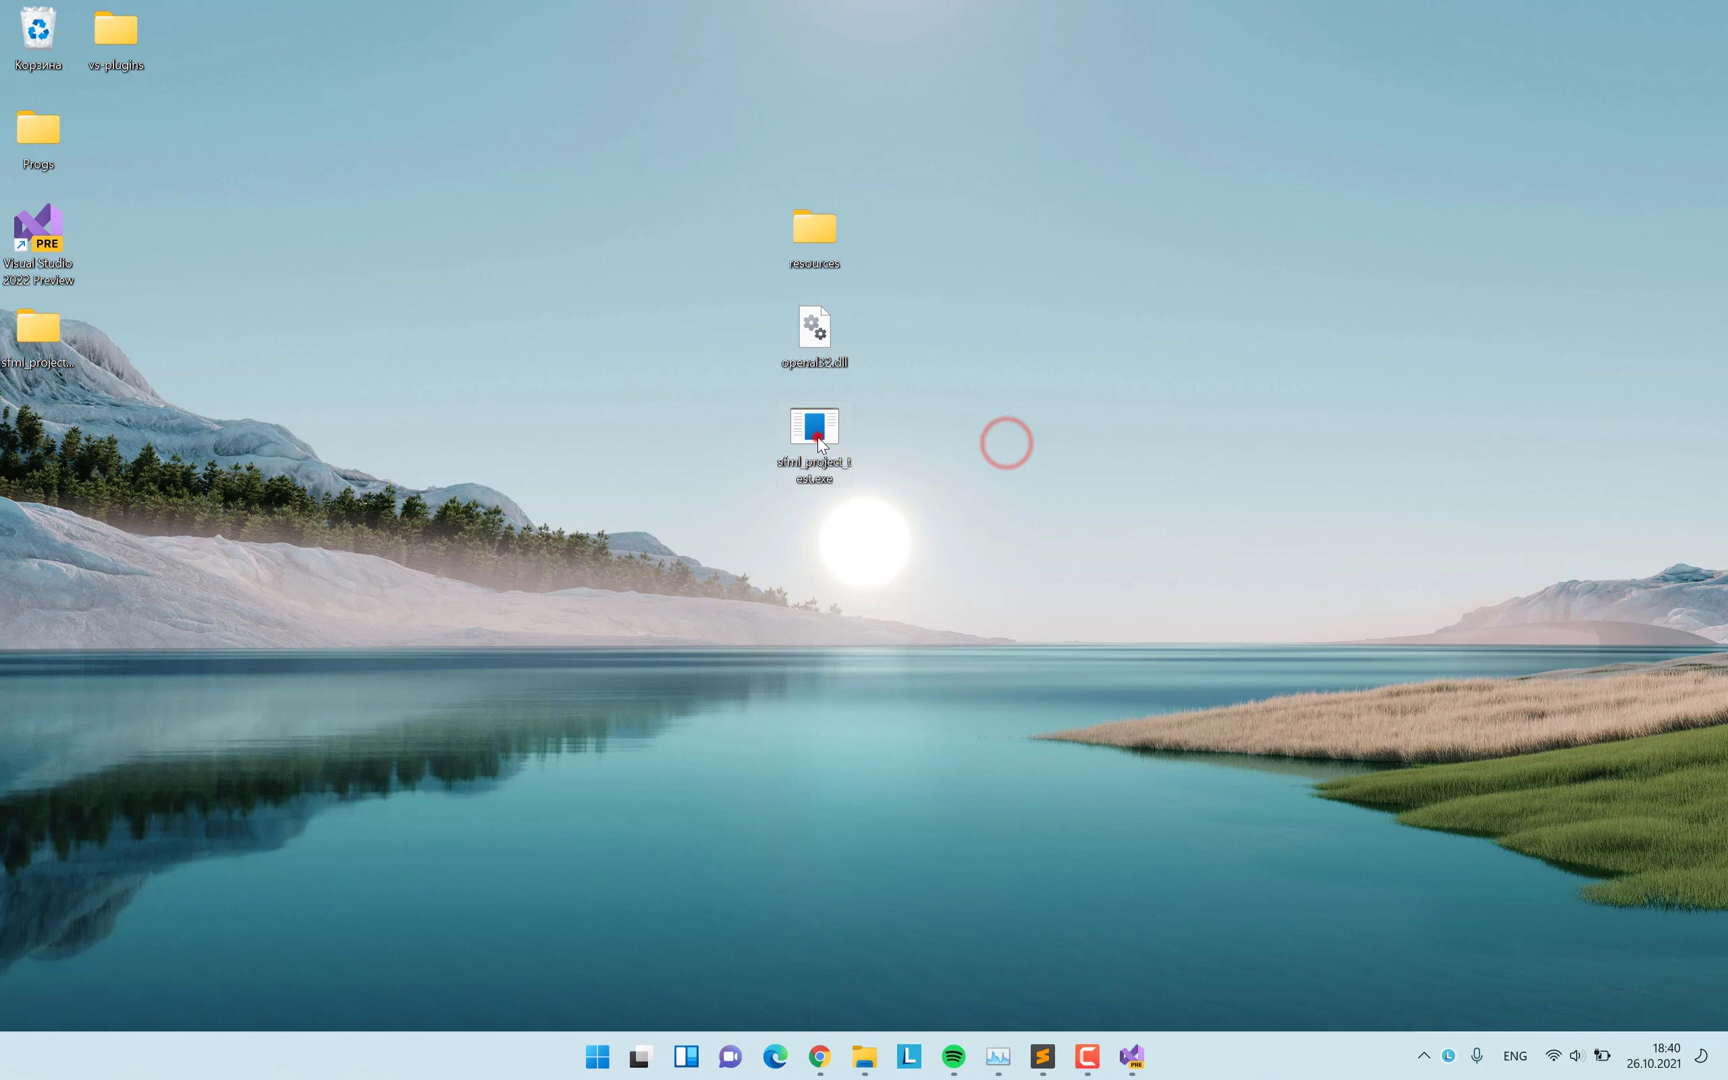 Корзина
vs-plugins
Progs
PRE
Visual Studio
2022 Preview
sfml_project...
resources
openal32.dll
sfml_project_t
est.exe
L
PRE
L
ENG
18:40
26.10.2021